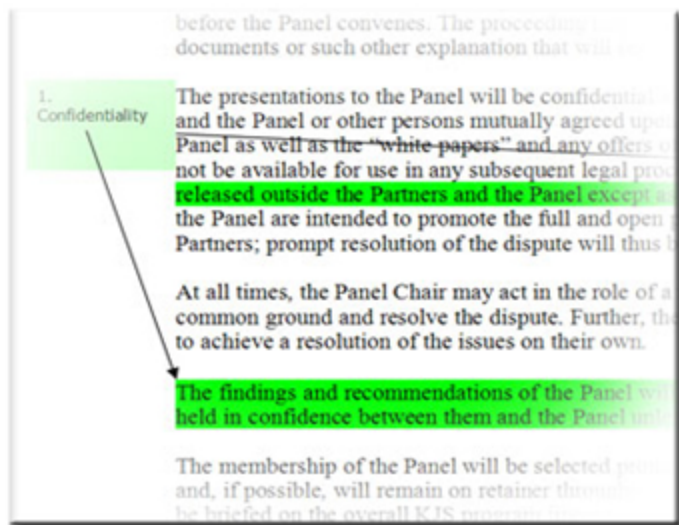 before the Panel convenes. The proceeding
documents or such other explanation that will
1.
Confidentiality
The presentations to the Panel will be confidential
and the Panel or other persons mutually agreed upon
Panel as well as the “white papers” and any offers o
not be available for use in any subsequent legal proc
released outside the Partners and the Panel except as
the Panel are intended to promote the full and open p
Partners; prompt resolution of the dispute will thus b
At all times, the Panel Chair may act in the role of a
common ground and resolve the dispute. Further, the
to achieve a resolution of the issues on their own.
The findings and recommendations of the Panel will
held in confidence between them and the Panel unle
The membership of the Panel will be selected
and, if possible, will remain on retainer through
be briefed on the overall KJS program